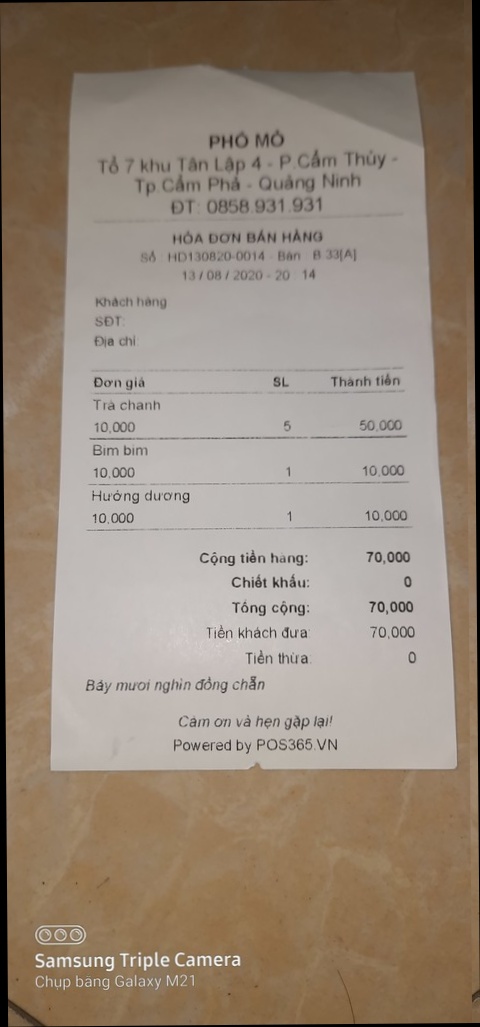 PHỐ MỎ
Tổ 7 khu Tân Lập 4 - P.Cẩm Thủy -
Tp.Cẩm Phả - Quảng Ninh
ĐT: 0858.931.931
HÓA ĐƠN BÁN HÀNG
Số : HD130820-0014 - Bàn : B 33[A]
13 / 08 / 2020 - 20 : 14
Khách hàng
SĐT:
Địa chỉ
Đơn giá SL Thành tiền
Trà chanh
10,000 5 50,000
Bim bim
10,000 1 10,000
Hướng dương
10,000 1 10,000
Cộng tiền hàng: 70,000
Chiết khấu: 0
Tổng cộng: 70,000
Tiền khách đưa: 70,000
Tiền thừa: 0
Bảy mươi nghìn đồng chẵn
Cảm ơn và hẹn gặp lại!
Powered by POS365.VN
Samsung Triple Camera
Chụp bằng Galaxy M21